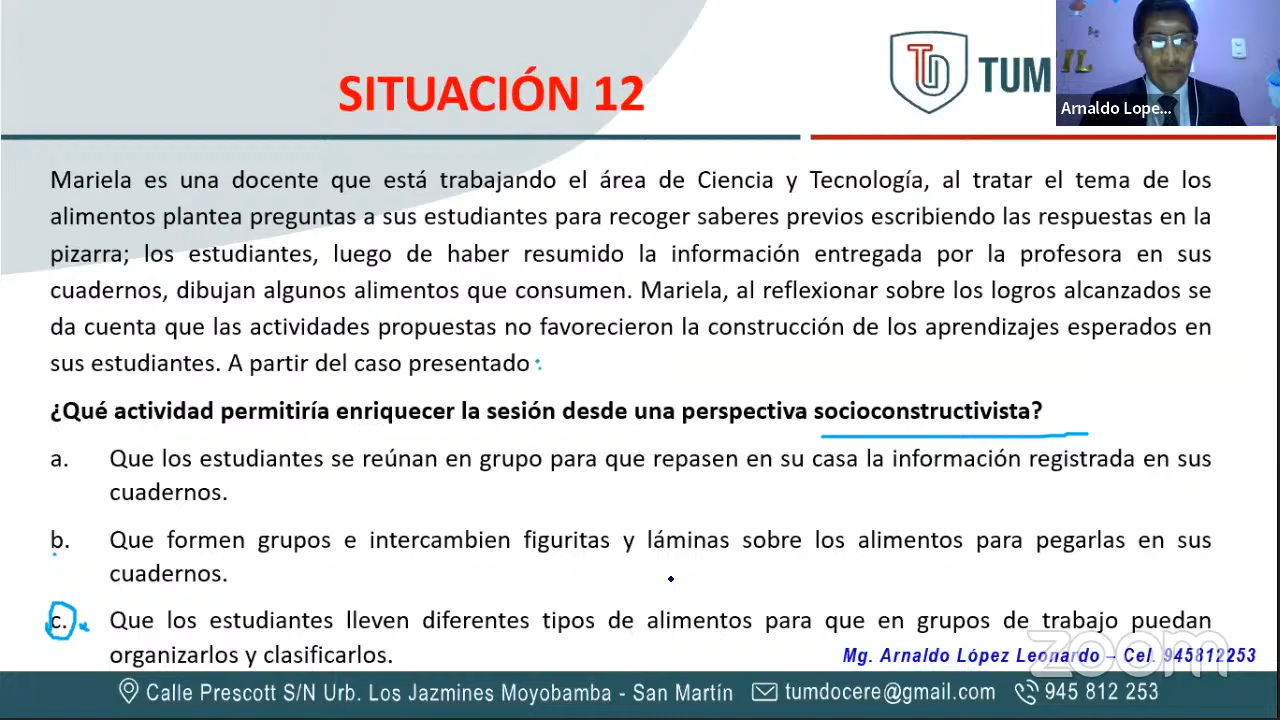 SITUACIÓN 12
TUM
Arnaldo Lope...
Mariela es una docente que está trabajando el área de Ciencia y Tecnología, al tratar el tema de los
alimentos plantea preguntas a sus estudiantes para recoger saberes previos escribiendo las respuestas en la
pizarra; los estudiantes, luego de haber resumido la información entregada por la profesora en sus
cuadernos, dibujan algunos alimentos que consumen. Mariela, al reflexionar sobre los logros alcanzados se
da cuenta que las actividades propuestas no favorecieron la construcción de los aprendizajes esperados en
sus estudiantes. A partir del caso presentado
¿Qué actividad permitiría enriquecer la sesión desde una perspectiva socioconstructivista?
a. Que los estudiantes se reúnan en grupo para que repasen en su casa la información registrada en sus
cuadernos.
b. Que formen grupos e intercambien figuritas y láminas sobre los alimentos para pegarlas en sus
cuadernos.
c. Que los estudiantes lleven diferentes tipos de alimentos para que en grupos de trabajo puedan
organizarlos y clasificarlos.
zoom
Mg. Arnaldo López Leonardo – Cel. 945812253
Calle Prescott S/N Urb. Los Jazmines Moyobamba - San Martín tumdocere@gmail.com 945 812 253